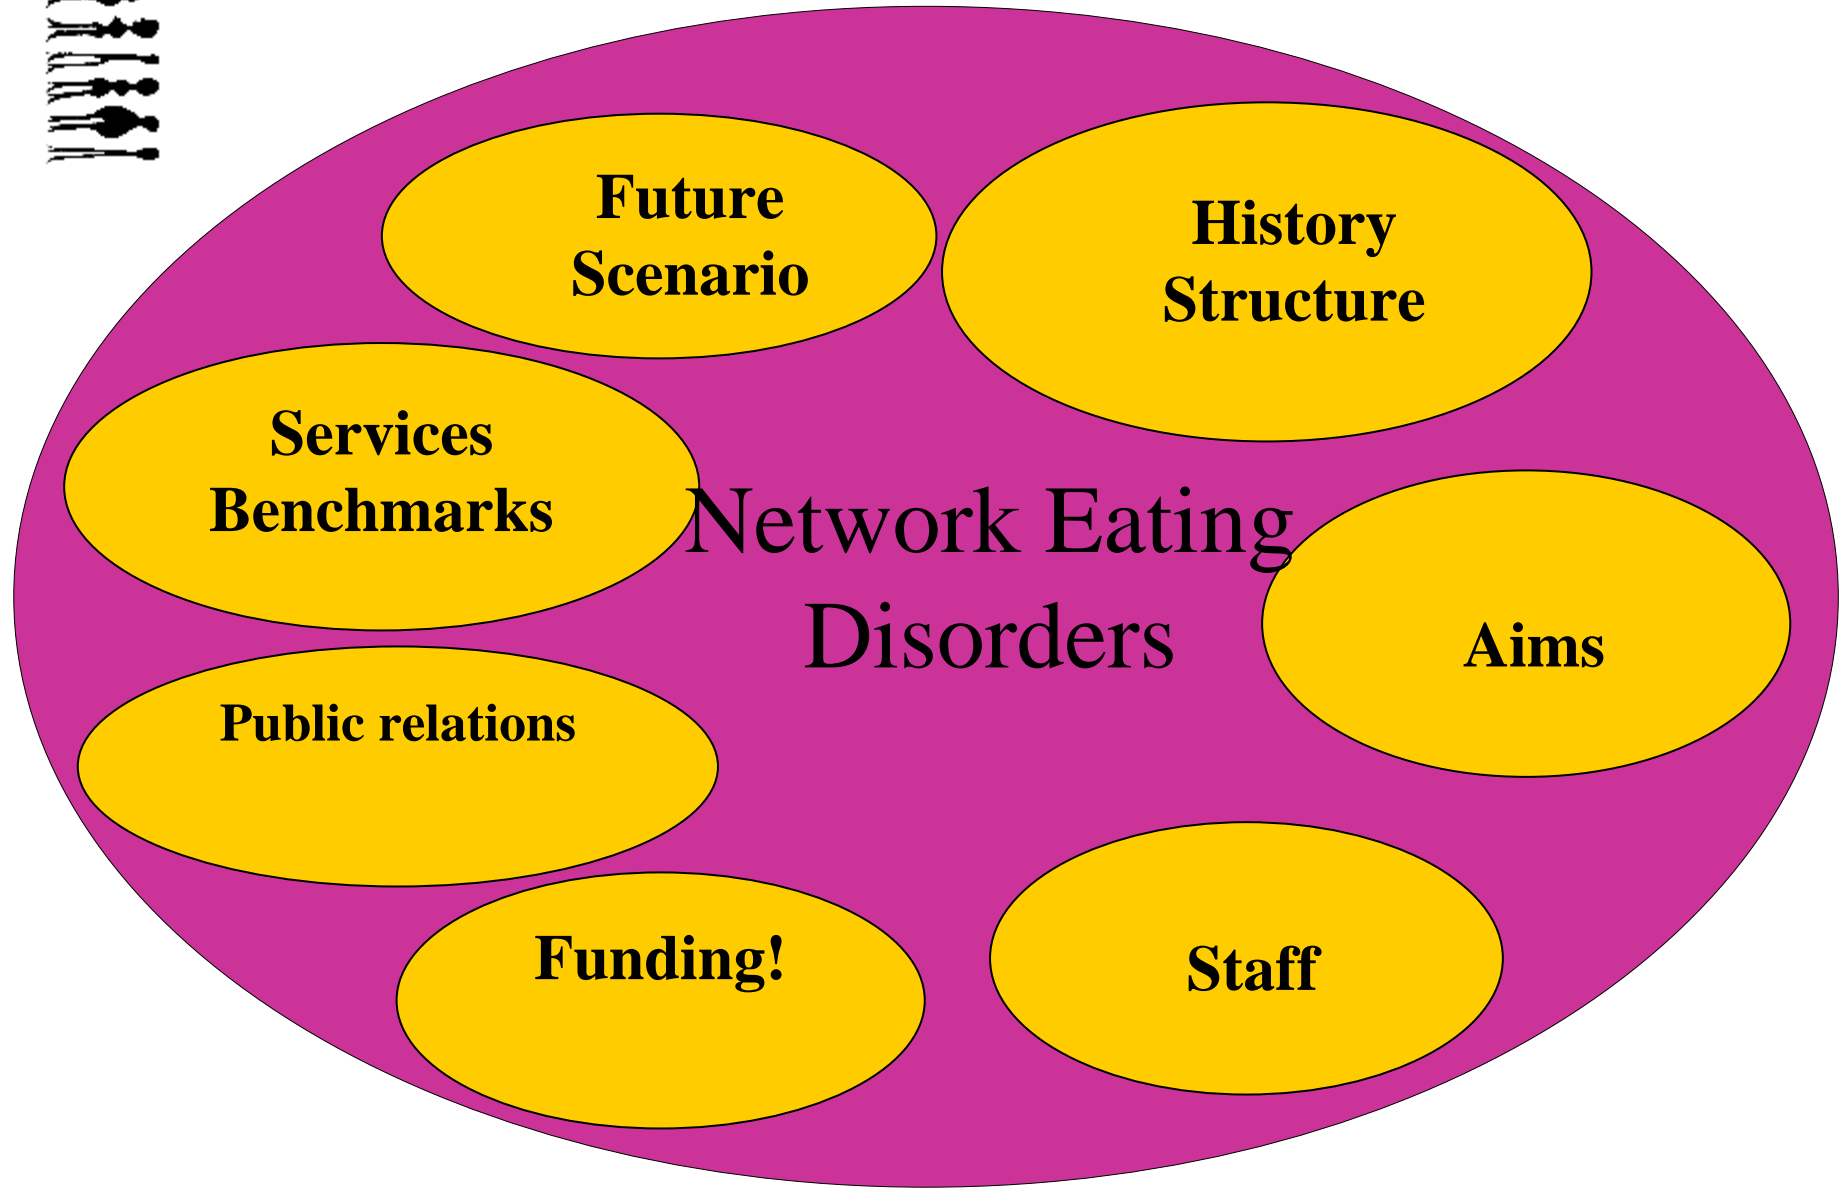 Future
Scenario
History
Structure
Services
Benchmarks
Network Eating
Disorders
Aims
Public relations
Funding!
Staff